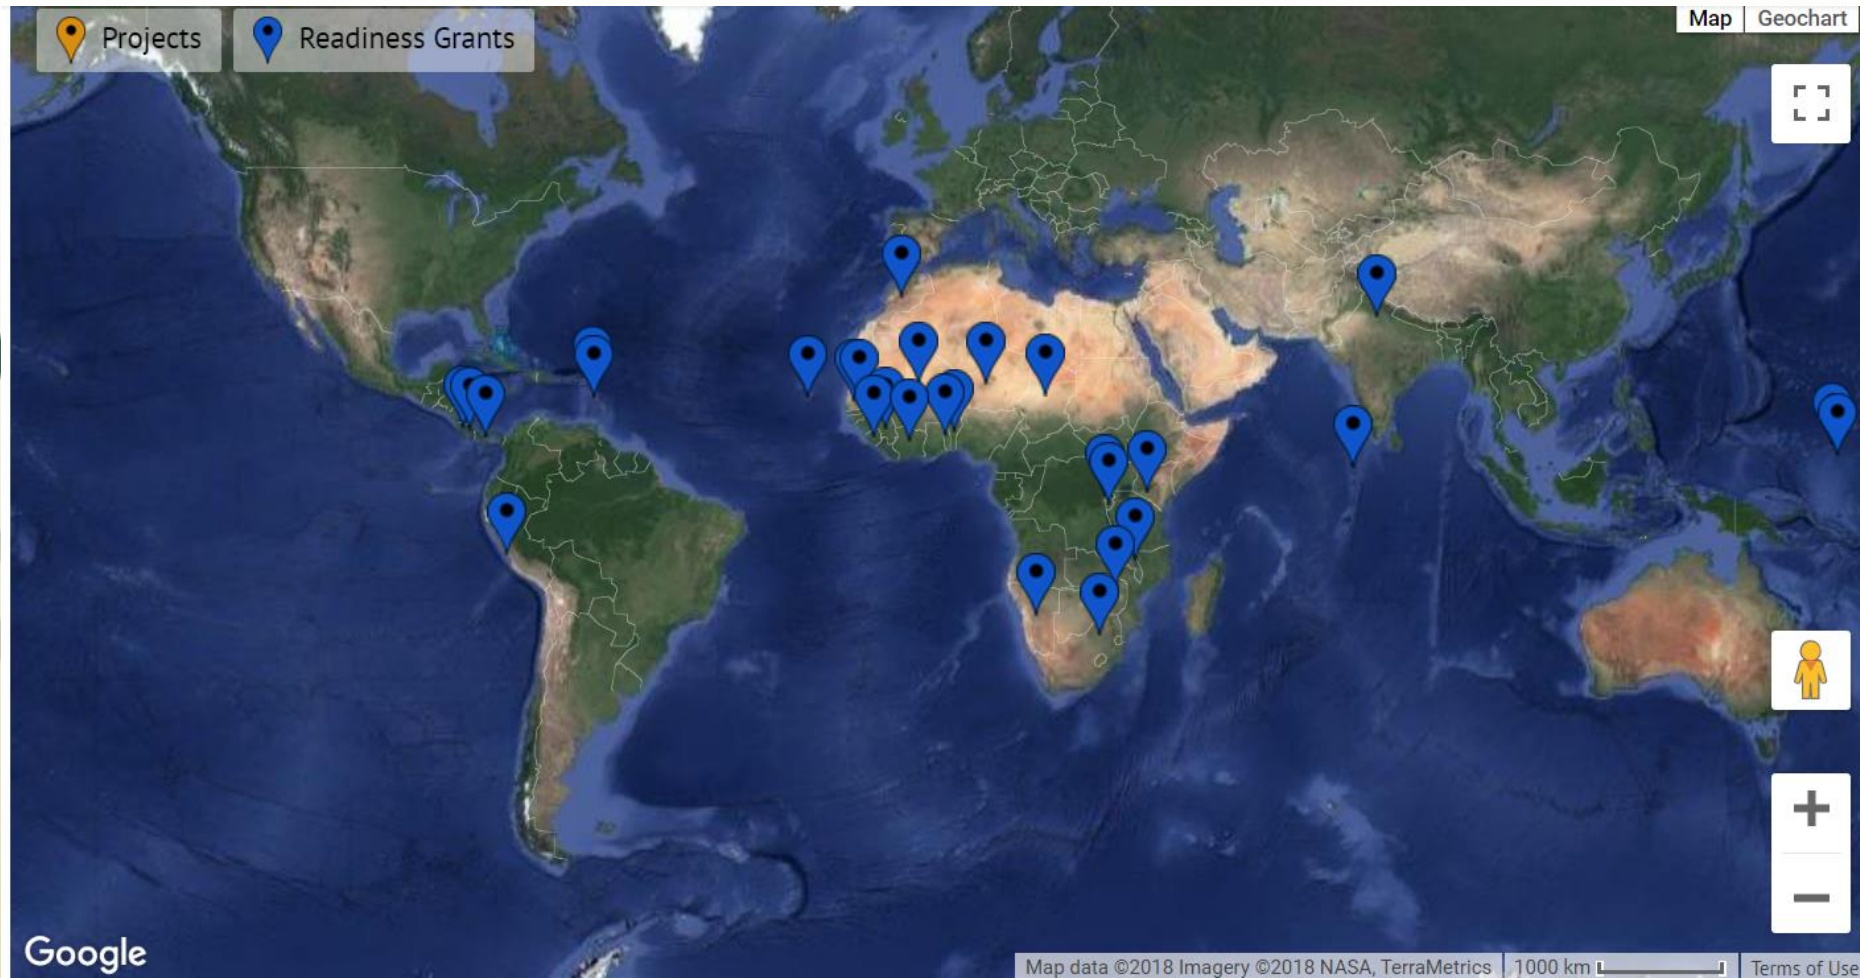 Projects
Readiness Grants
Map
Geochart
Google
Map data ©2018 Imagery ©2018 NASA, TerraMetrics
1000 km
Terms of Use